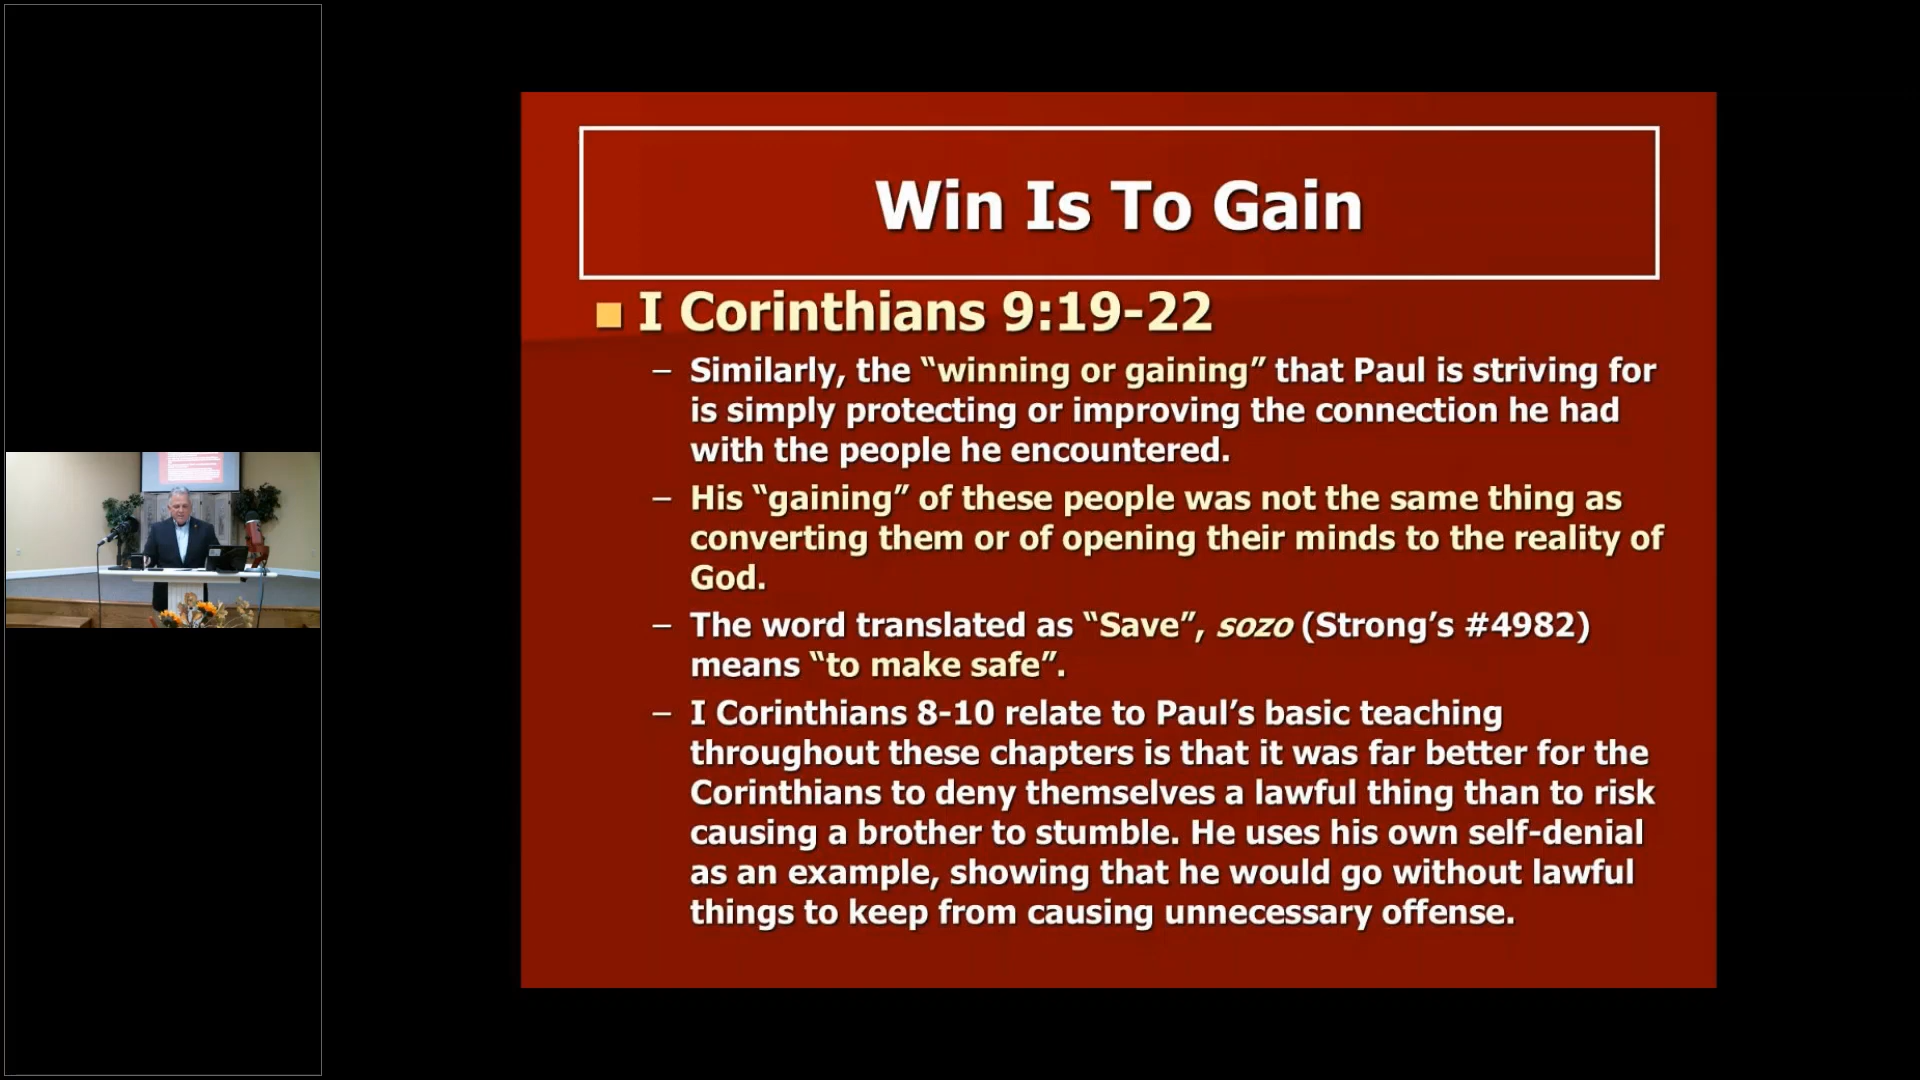 Win Is To Gain
I Corinthians 9:19-22
– Similarly, the “winning or gaining” that Paul is striving for
is simply protecting or improving the connection he had
with the people he encountered.
– His “gaining” of these people was not the same thing as
converting them or of opening their minds to the reality of
God.
– The word translated as “Save”, sozo (Strong’s #4982)
means “to make safe”.
– I Corinthians 8-10 relate to Paul’s basic teaching
throughout these chapters is that it was far better for the
Corinthians to deny themselves a lawful thing than to risk
causing a brother to stumble. He uses his own self-denial
as an example, showing that he would go without lawful
things to keep from causing unnecessary offense.